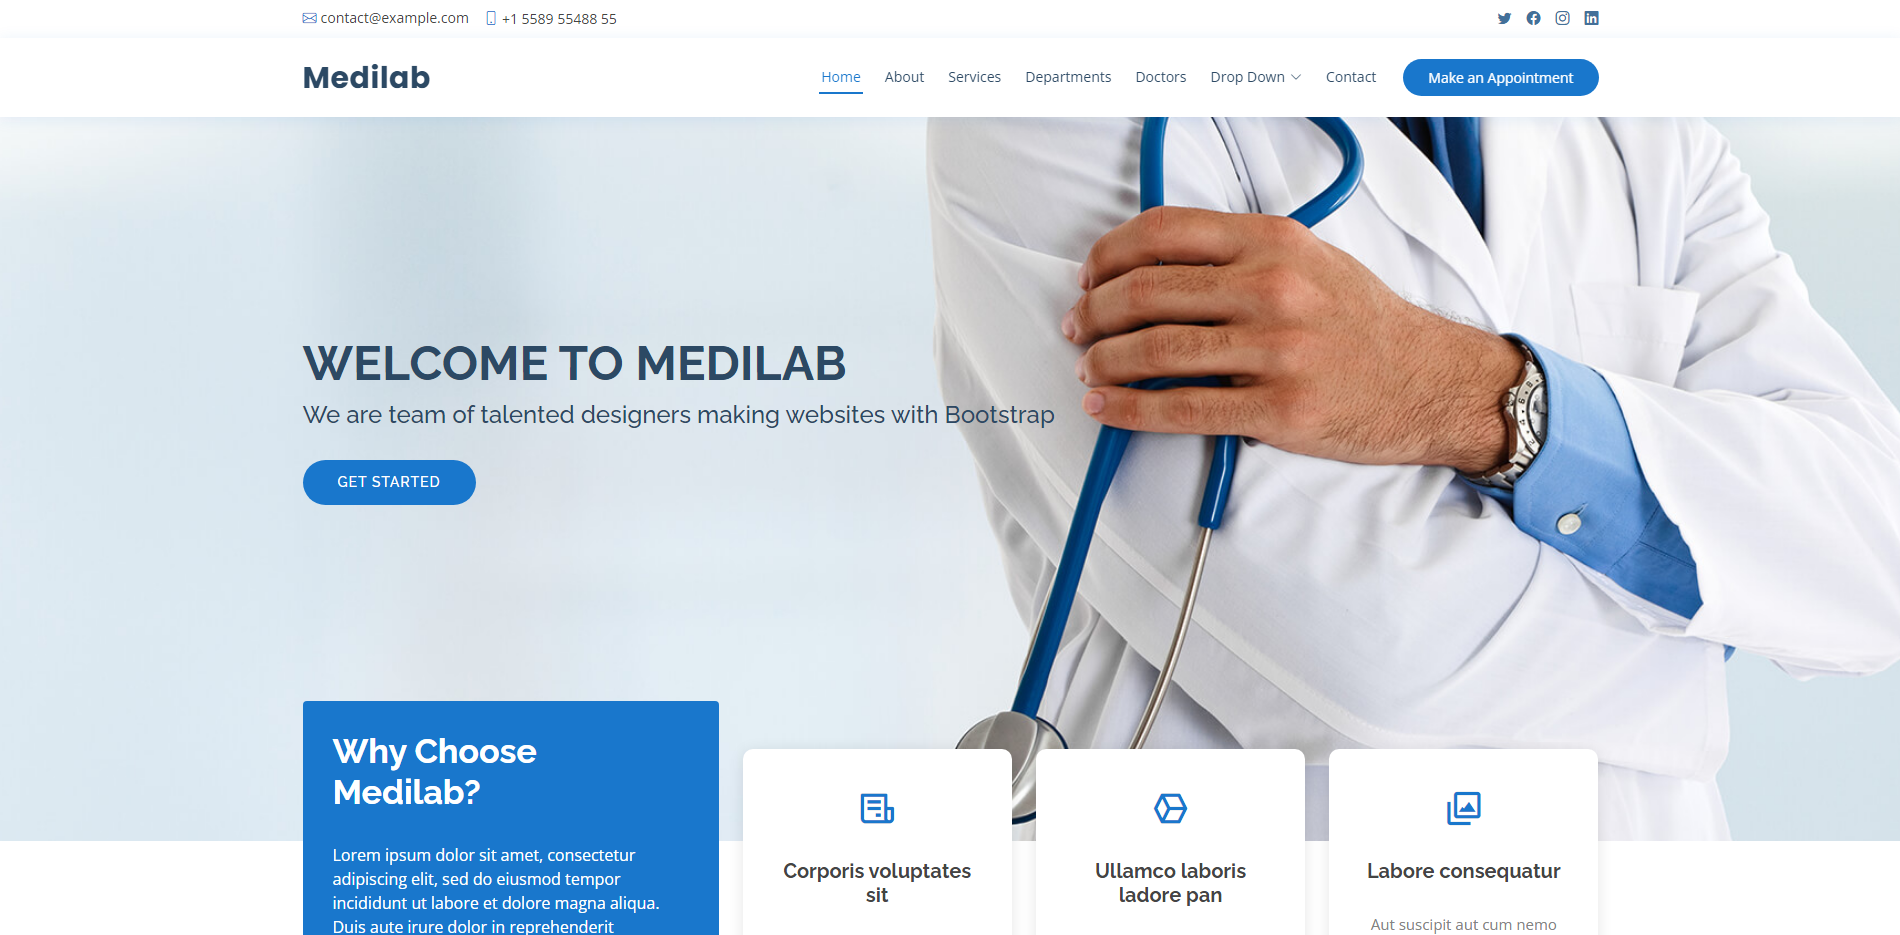 contact@example.com +1 5589 55488 55
Medilab
Home About Services Departments Doctors Drop Down Contact Make an Appointment
WELCOME TO MEDILAB
We are team of talented designers making websites with Bootstrap
GET STARTED
Why Choose
Medilab?
Lorem ipsum dolor sit amet, consectetur
adipiscing elit, sed do eiusmod tempor
incididunt ut labore et dolore magna aliqua.
Duis aute irure dolor in reprehenderit
Corporis voluptates
sit
Ullamco laboris
ladore pan
Labore consequatur
Aut suscipit aut cum nemo